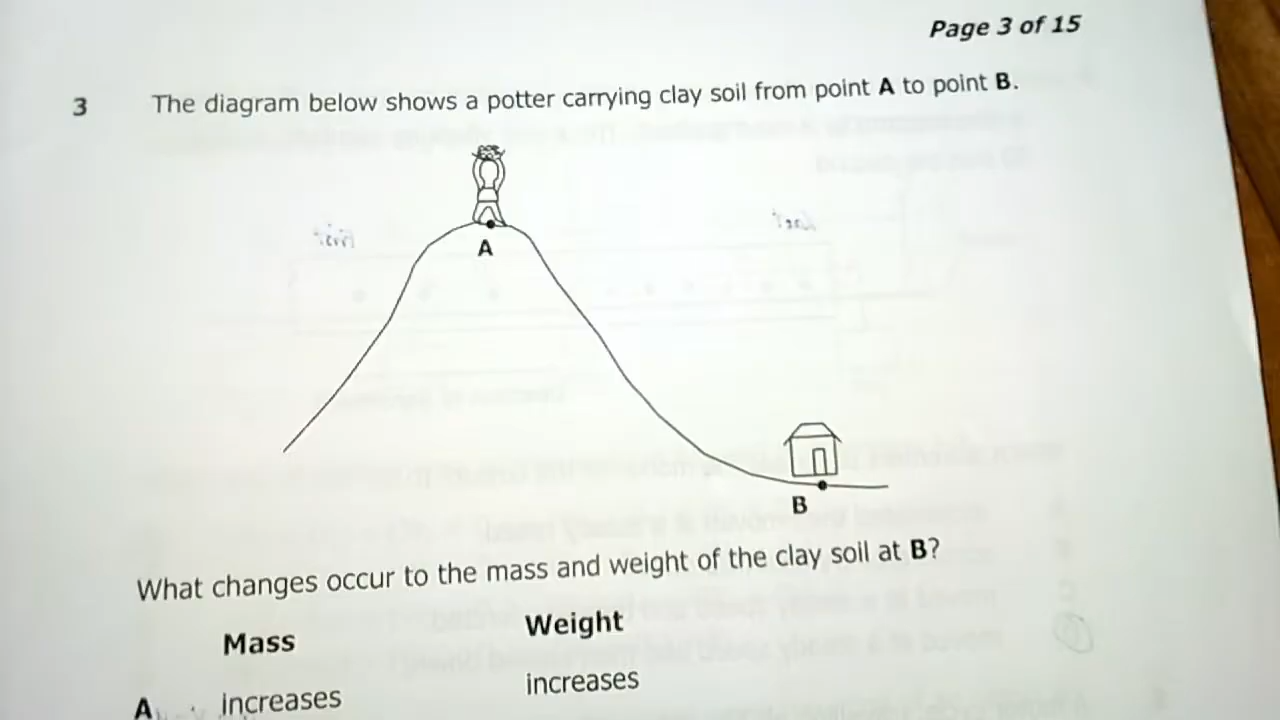 Page 3 of 15
3 The diagram below shows a potter carrying clay soil from point A to point B.
A
B
What changes occur to the mass and weight of the clay soil at B?
Mass Weight
A increases increases